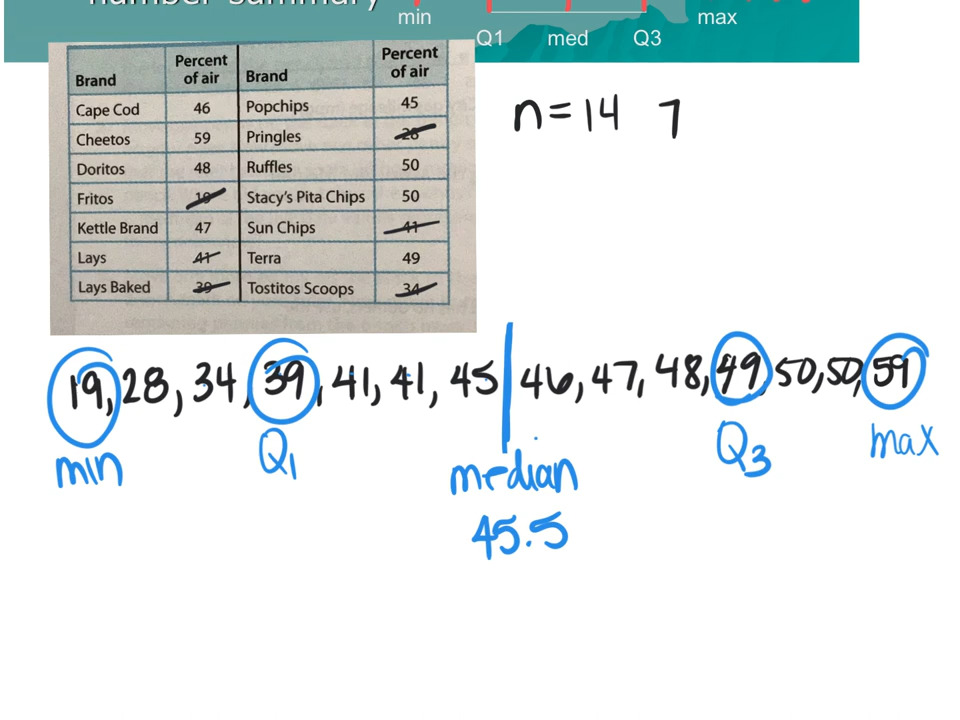 number summary
min
max
Q1
med
Q3
Brand
Percent of air
Brand
Percent of air
Cape Cod 46 Popchips 45
Cheetos 59 Pringles 28
Doritos 48 Ruffles 50
Fritos 19 Stacy's Pita Chips 50
Kettle Brand 47 Sun Chips 41
Lays 41 Terra 49
Lays Baked 39 Tostitos Scoops 34
n=14 7
19, 28, 34, 39, 41, 41, 45 46, 47, 48, 49, 50, 50, 59
min Q1 median Q3 max
45.5